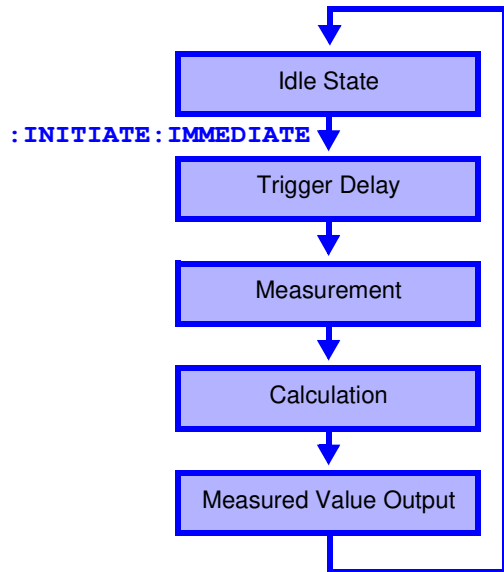 Idle State
:INITIATE:IMMEDIATE
Trigger Delay
Measurement
Calculation
Measured Value Output